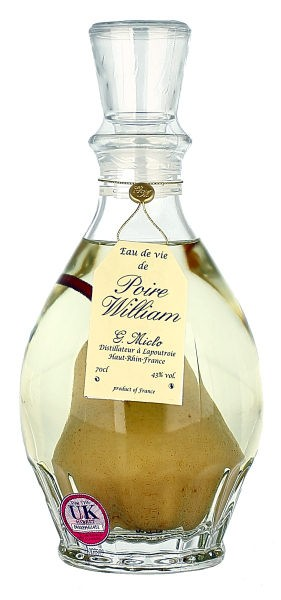 Eau de vie
de
Poire
William
G. Miclo
Distillateur à Lapoutroie
Haut-Rhin-France
70cl 43% vol.
product of France
UK